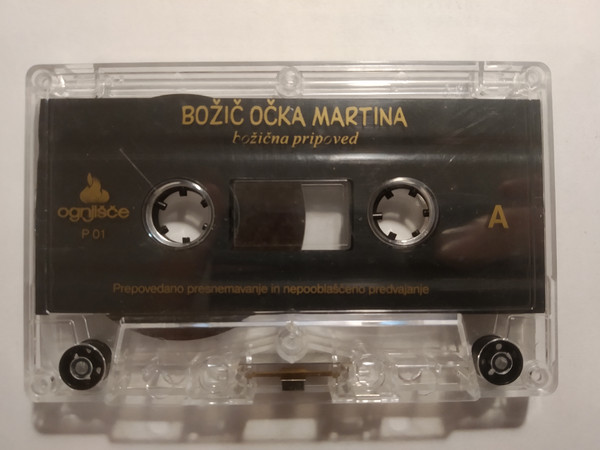 BOŽIČ OČKA MARTINA
božična pripoved
ognjišče
P 01
A
Prepovedano presnemavanje in nepooblaščeno predvajanje